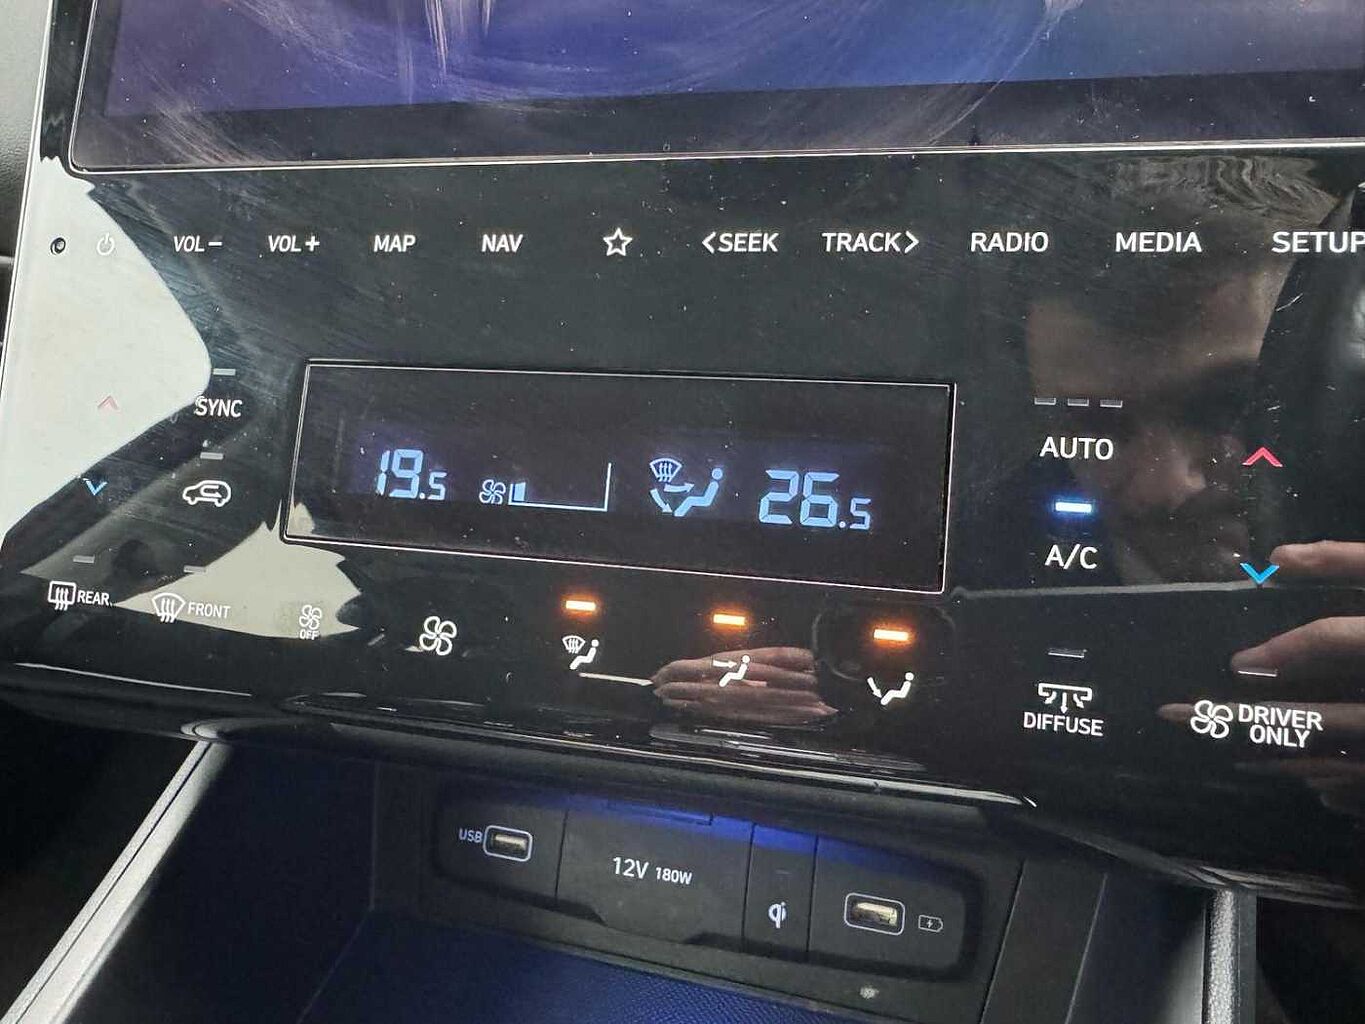 VOL− VOL+ MAP NAV <SEEK TRACK> RADIO MEDIA SETUP
SYNC
AUTO
19.5 26.5
A/C
REAR
FRONT
OFF
DIFFUSE
DRIVER
ONLY
USB
12V 180W
qi